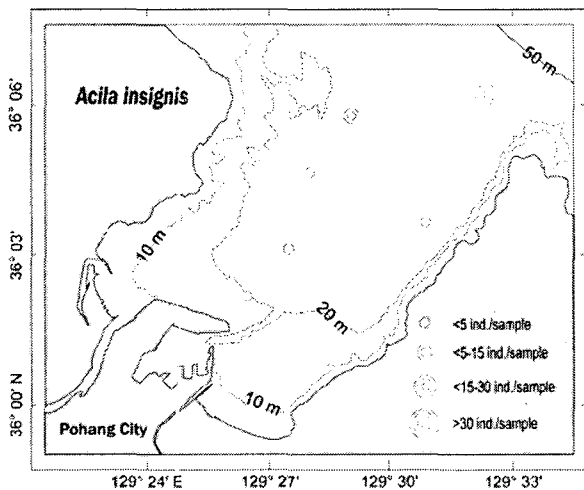 Acila insignis
50 m
10 m
20 m
10 m
Pohang City
<5 ind./sample
<5-15 ind./sample
<15-30 ind./sample
>30 ind./sample
36° 06'
36° 03'
36° 00' N
129° 24' E
129° 27'
129° 30'
129° 33'